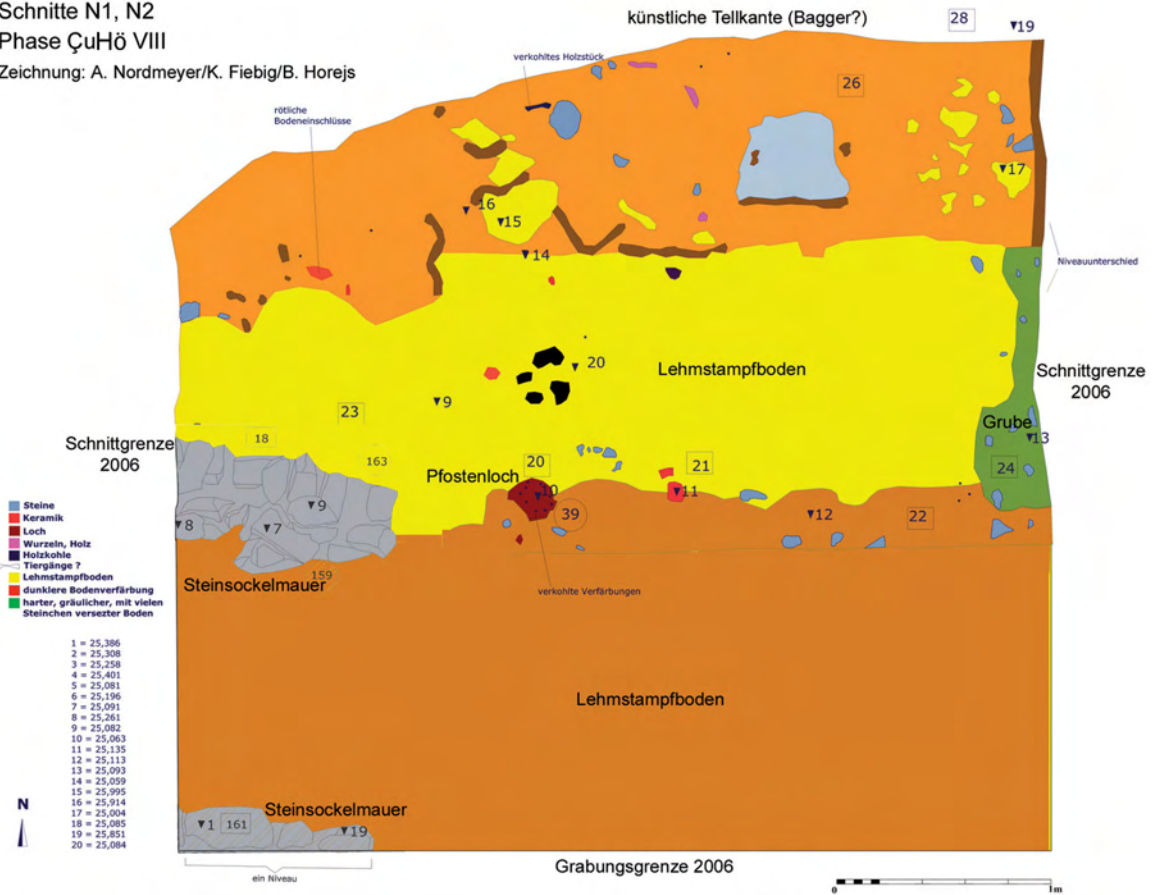 Schnitte N1, N2
Phase ÇuHö VIII
Zeichnung: A. Nordmeyer/K. Fiebig/B. Horejs
künstliche Tellkante (Bagger?)
28
19
verkohltes Holzstück
26
rötliche
Bodeneinschlüsse
17
16
15
14
Niveauunterschied
20
Lehmstampfboden
Schnittgrenze
2006
9
23
Grube
13
Schnittgrenze
2006
18
163
Pfostenloch
20
21
24
10
11
39
12
22
9
8
7
159
Steinsockelmauer
verkohlte Verfärbungen
Steine
Keramik
Loch
Wurzeln, Holz
Holzkohle
Tiergänge ?
Lehmstampfboden
dunklere Bodenverfärbung
harter, gräulicher, mit vielen
Steinchen versezter Boden
1 = 25,386
2 = 25,308
3 = 25,258
4 = 25,401
5 = 25,081
6 = 25,196
7 = 25,091
8 = 25,261
9 = 25,082
10 = 25,063
11 = 25,135
12 = 25,113
13 = 25,093
14 = 25,059
15 = 25,995
16 = 25,914
17 = 25,004
18 = 25,085
19 = 25,851
20 = 25,084
Lehmstampfboden
N
Steinsockelmauer
1
161
19
ein Niveau
Grabungsgrenze 2006
0
1m